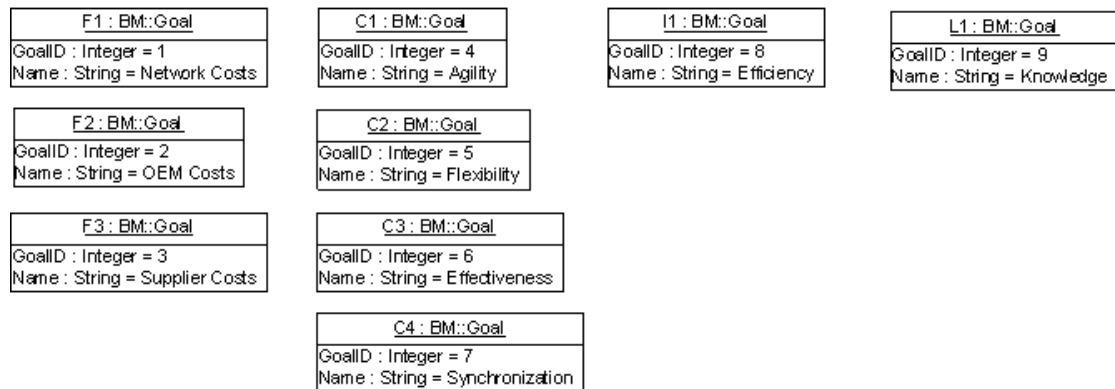 F1 : BM::Goal
GoalID : Integer = 1
Name : String = Network Costs
F2 : BM::Goal
GoalID : Integer = 2
Name : String = OEM Costs
F3 : BM::Goal
GoalID : Integer = 3
Name : String = Supplier Costs
C1 : BM::Goal
GoalID : Integer = 4
Name : String = Agility
C2 : BM::Goal
GoalID : Integer = 5
Name : String = Flexibility
C3 : BM::Goal
GoalID : Integer = 6
Name : String = Effectiveness
C4 : BM::Goal
GoalID : Integer = 7
Name : String = Synchronization
I1 : BM::Goal
GoalID : Integer = 8
Name : String = Efficiency
L1 : BM::Goal
GoalID : Integer = 9
Name : String = Knowledge